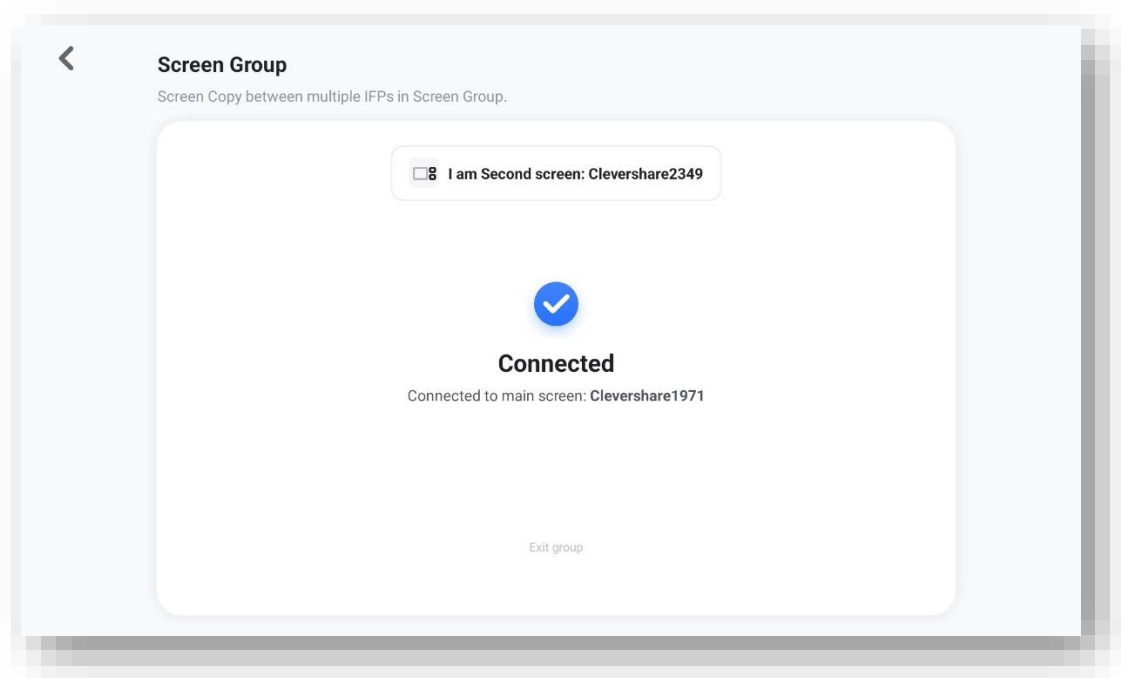 Screen Group
Screen Copy between multiple IFPs in Screen Group.
I am Second screen: Clevershare2349
Connected
Connected to main screen: Clevershare1971
Exit group